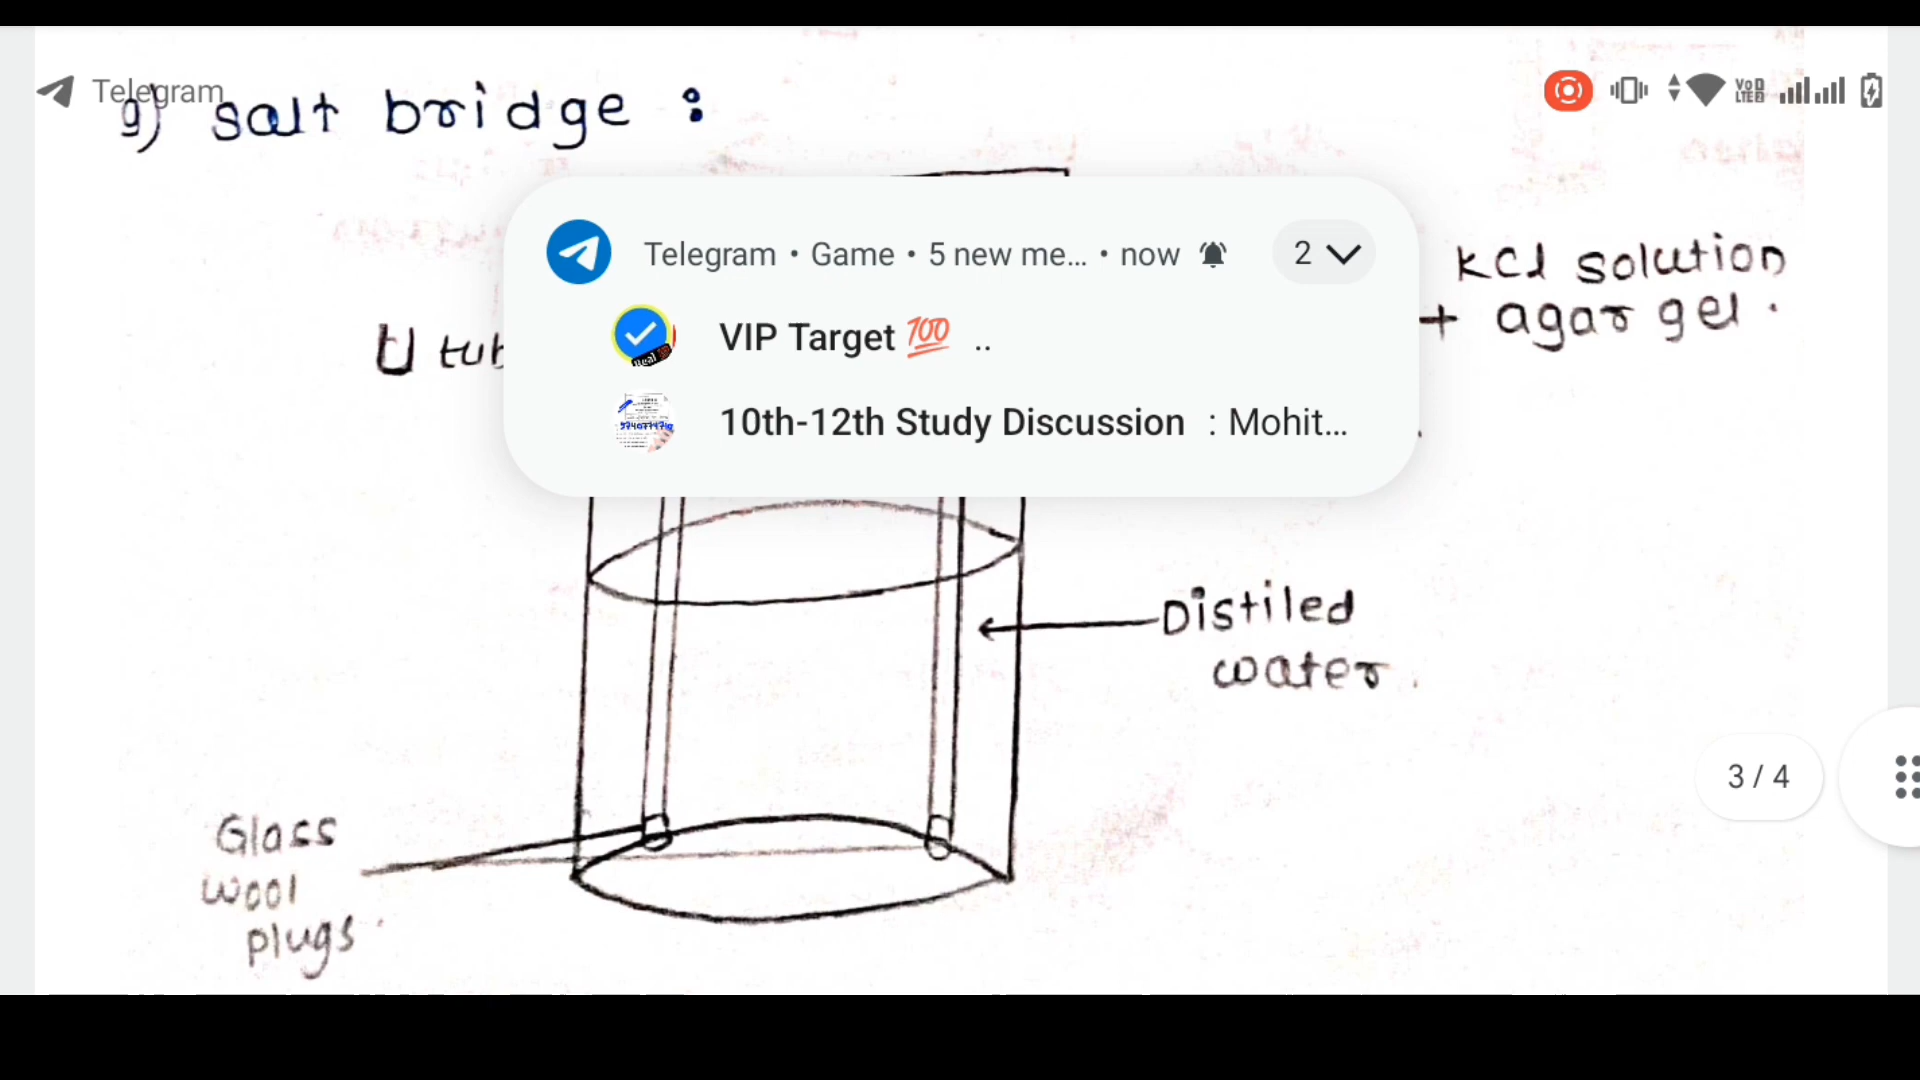 Telegram
g) salt bridge :
Telegram • Game • 5 new me... • now
2
VIP Target 💯 ..
10th-12th Study Discussion : Mohit...
KCl solution
+ agar gel .
U tub
Distiled
water.
3 / 4
Glass
wool
plugs.